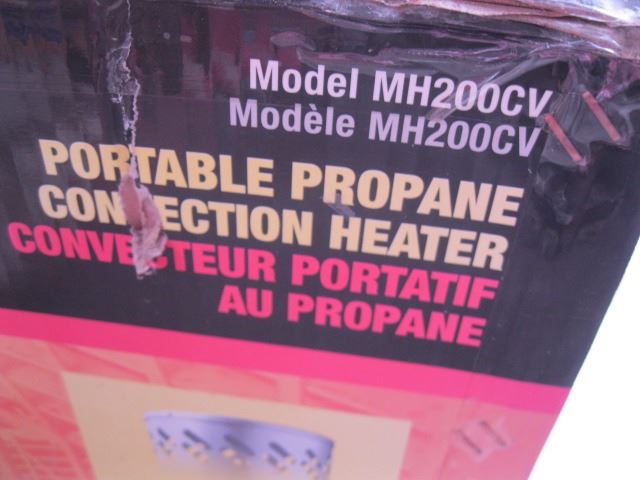 Model MH200CV
Modèle MH200CV
PORTABLE PROPANE
CONVECTION HEATER
CONVECTEUR PORTATIF
AU PROPANE